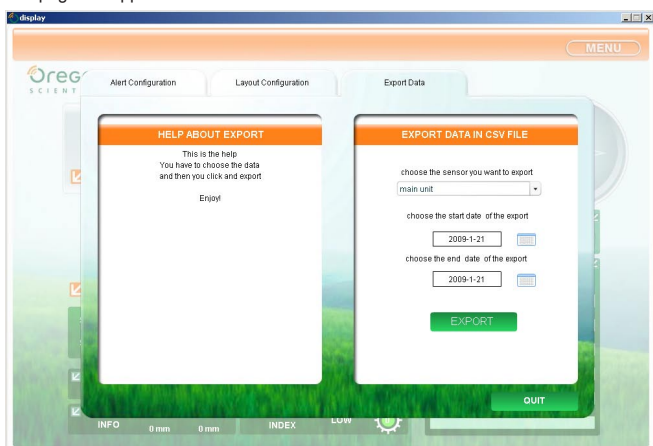 display
MENU
Oreg
SCIENT
Alert Configuration
Layout Configuration
Export Data
HELP ABOUT EXPORT
This is the help
You have to choose the data
and then you click and export
Enjoy!
EXPORT DATA IN CSV FILE
choose the sensor you want to export
main unit
choose the start date of the export
2009-1-21
choose the end date of the export
2009-1-21
EXPORT
QUIT
INFO 0 mm 0 mm INDEX LOW